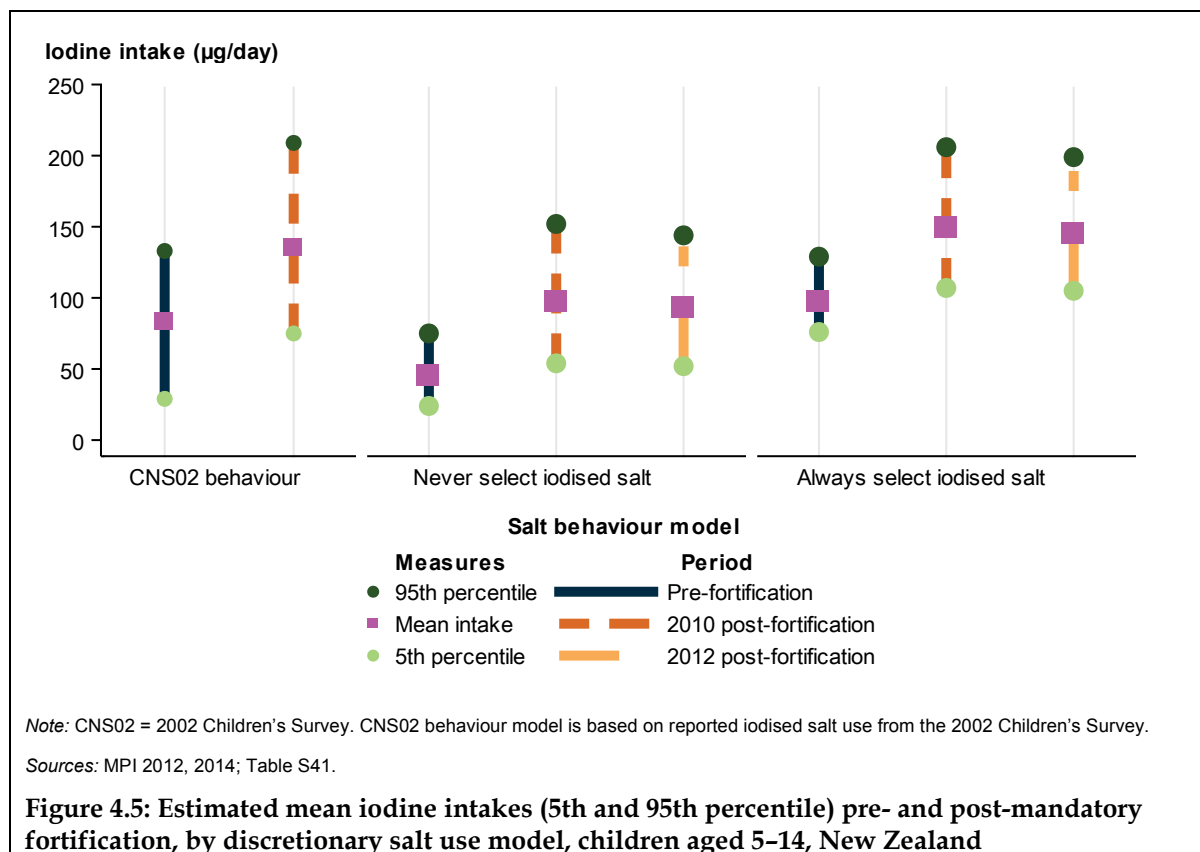 Iodine intake (µg/day)
250
200
150
100
50
0
CNS02 behaviour
Never select iodised salt
Always select iodised salt
Salt behaviour model
Measures
Period
95th percentile
Pre-fortification
Mean intake
2010 post-fortification
5th percentile
2012 post-fortification
Note: CNS02 = 2002 Children’s Survey. CNS02 behaviour model is based on reported iodised salt use from the 2002 Children’s Survey.
Sources: MPI 2012, 2014; Table S41.
Figure 4.5: Estimated mean iodine intakes (5th and 95th percentile) pre- and post-mandatory
fortification, by discretionary salt use model, children aged 5–14, New Zealand